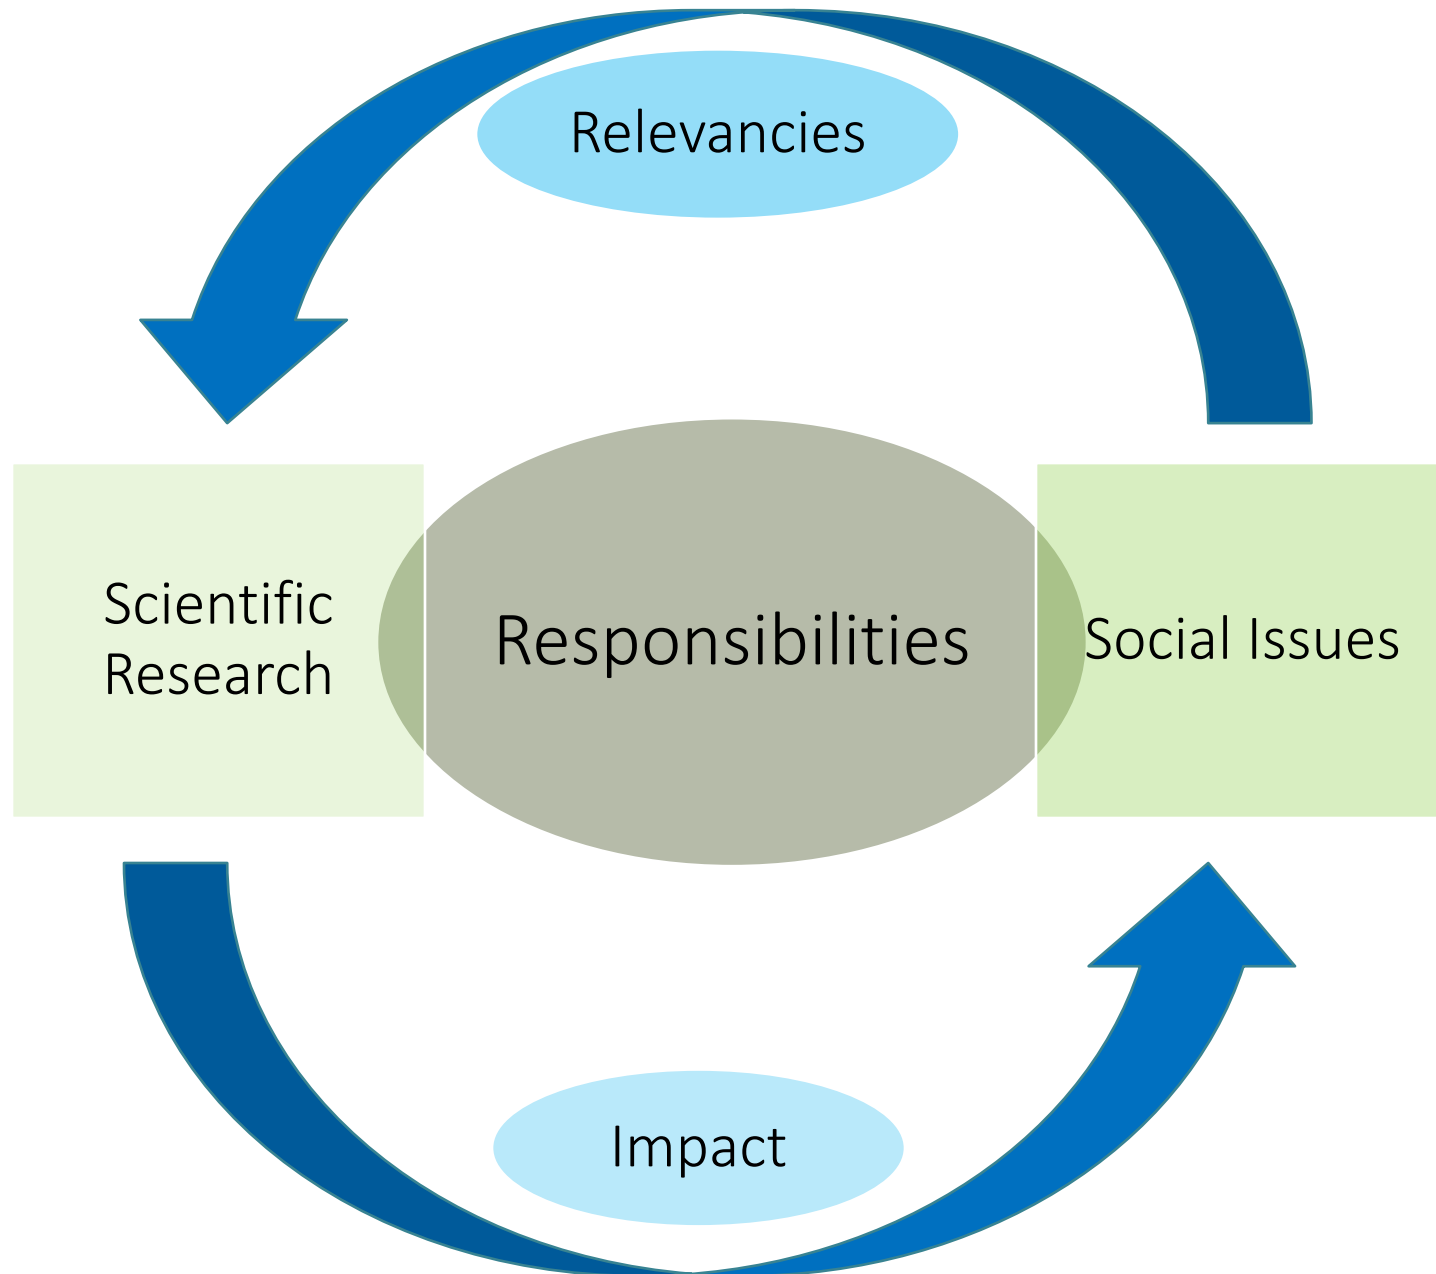 Relevancies
Scientific
Research
Responsibilities
Social Issues
Impact